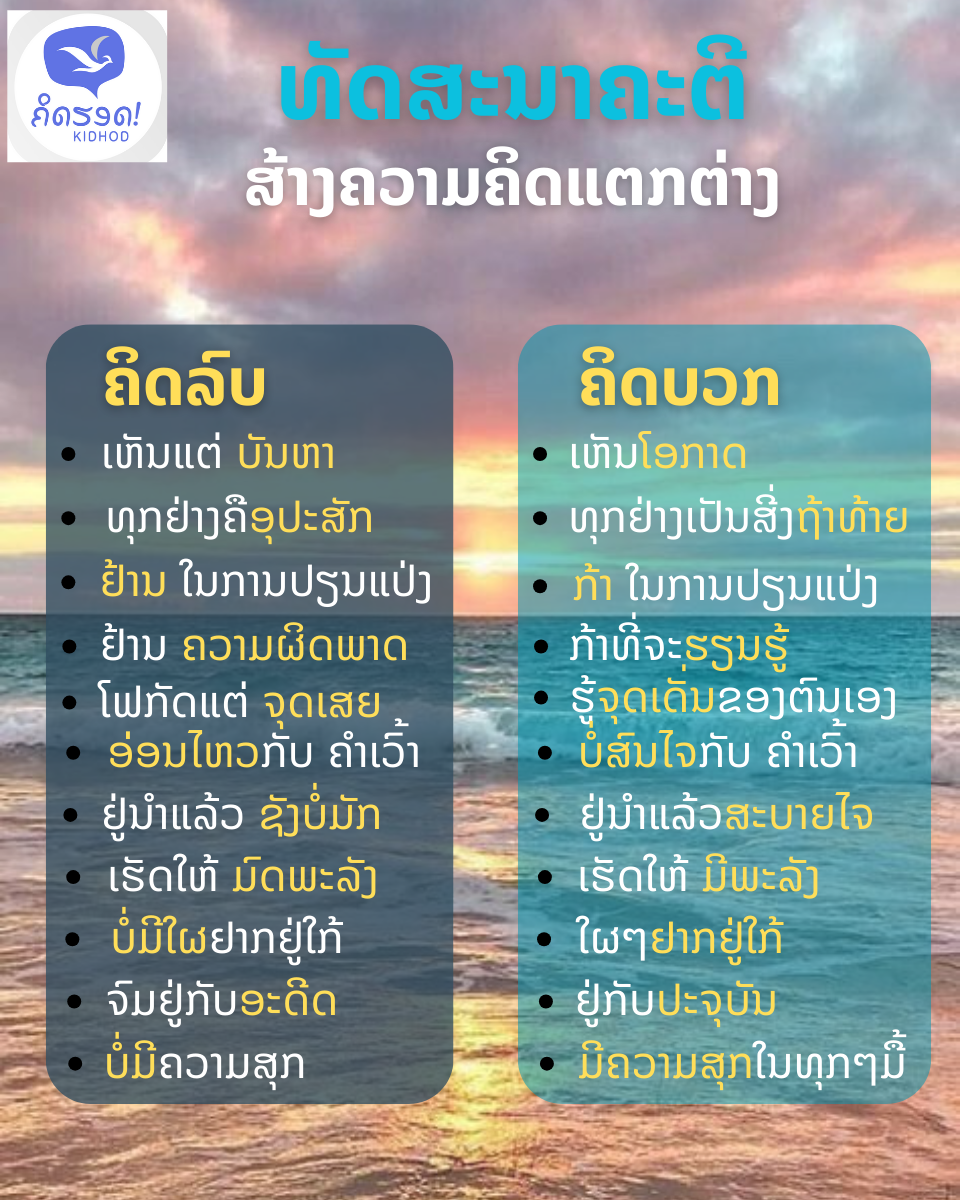 ຄິດຮອດ!
KIDHOD
ທັດສະນາຄະຕິ
ສ້າງຄວາມຄິດແຕກຕ່າງ
ຄິດລົບ
• ເຫັນແຕ່ ບັນຫາ
• ທຸກຢ່າງຄືອຸປະສັກ
• ຢ້ານ ໃນການປຽນແປ່ງ
• ຢ້ານ ຄວາມຜິດພາດ
• ໂຟກັດແຕ່ ຈຸດເສຍ
• ອ່ອນໄຫວກັບ ຄຳເວົ້າ
• ຢູ່ນຳແລ້ວ ຊັງບໍ່ມັກ
• ເຮັດໃຫ້ ມົດພະລັງ
• ບໍ່ມີໃຜຢາກຢູ່ໃກ້
• ຈົມຢູ່ກັບອະດີດ
• ບໍ່ມີຄວາມສຸກ
ຄິດບວກ
• ເຫັນໂອກາດ
• ທຸກຢ່າງເປັນສິ່ງຖ້າທ້າຍ
• ກ້າ ໃນການປຽນແປ່ງ
• ກ້າທີ່ຈະຮຽນຮູ້
• ຮູ້ຈຸດເດັ່ນຂອງຕົນເອງ
• ບໍ່ສົນໃຈກັບ ຄຳເວົ້າ
• ຢູ່ນຳແລ້ວສະບາຍໃຈ
• ເຮັດໃຫ້ ມີພະລັງ
• ໃຜໆຢາກຢູ່ໃກ້
• ຢູ່ກັບປະຈຸບັນ
• ມີຄວາມສຸກໃນທຸກໆມື້